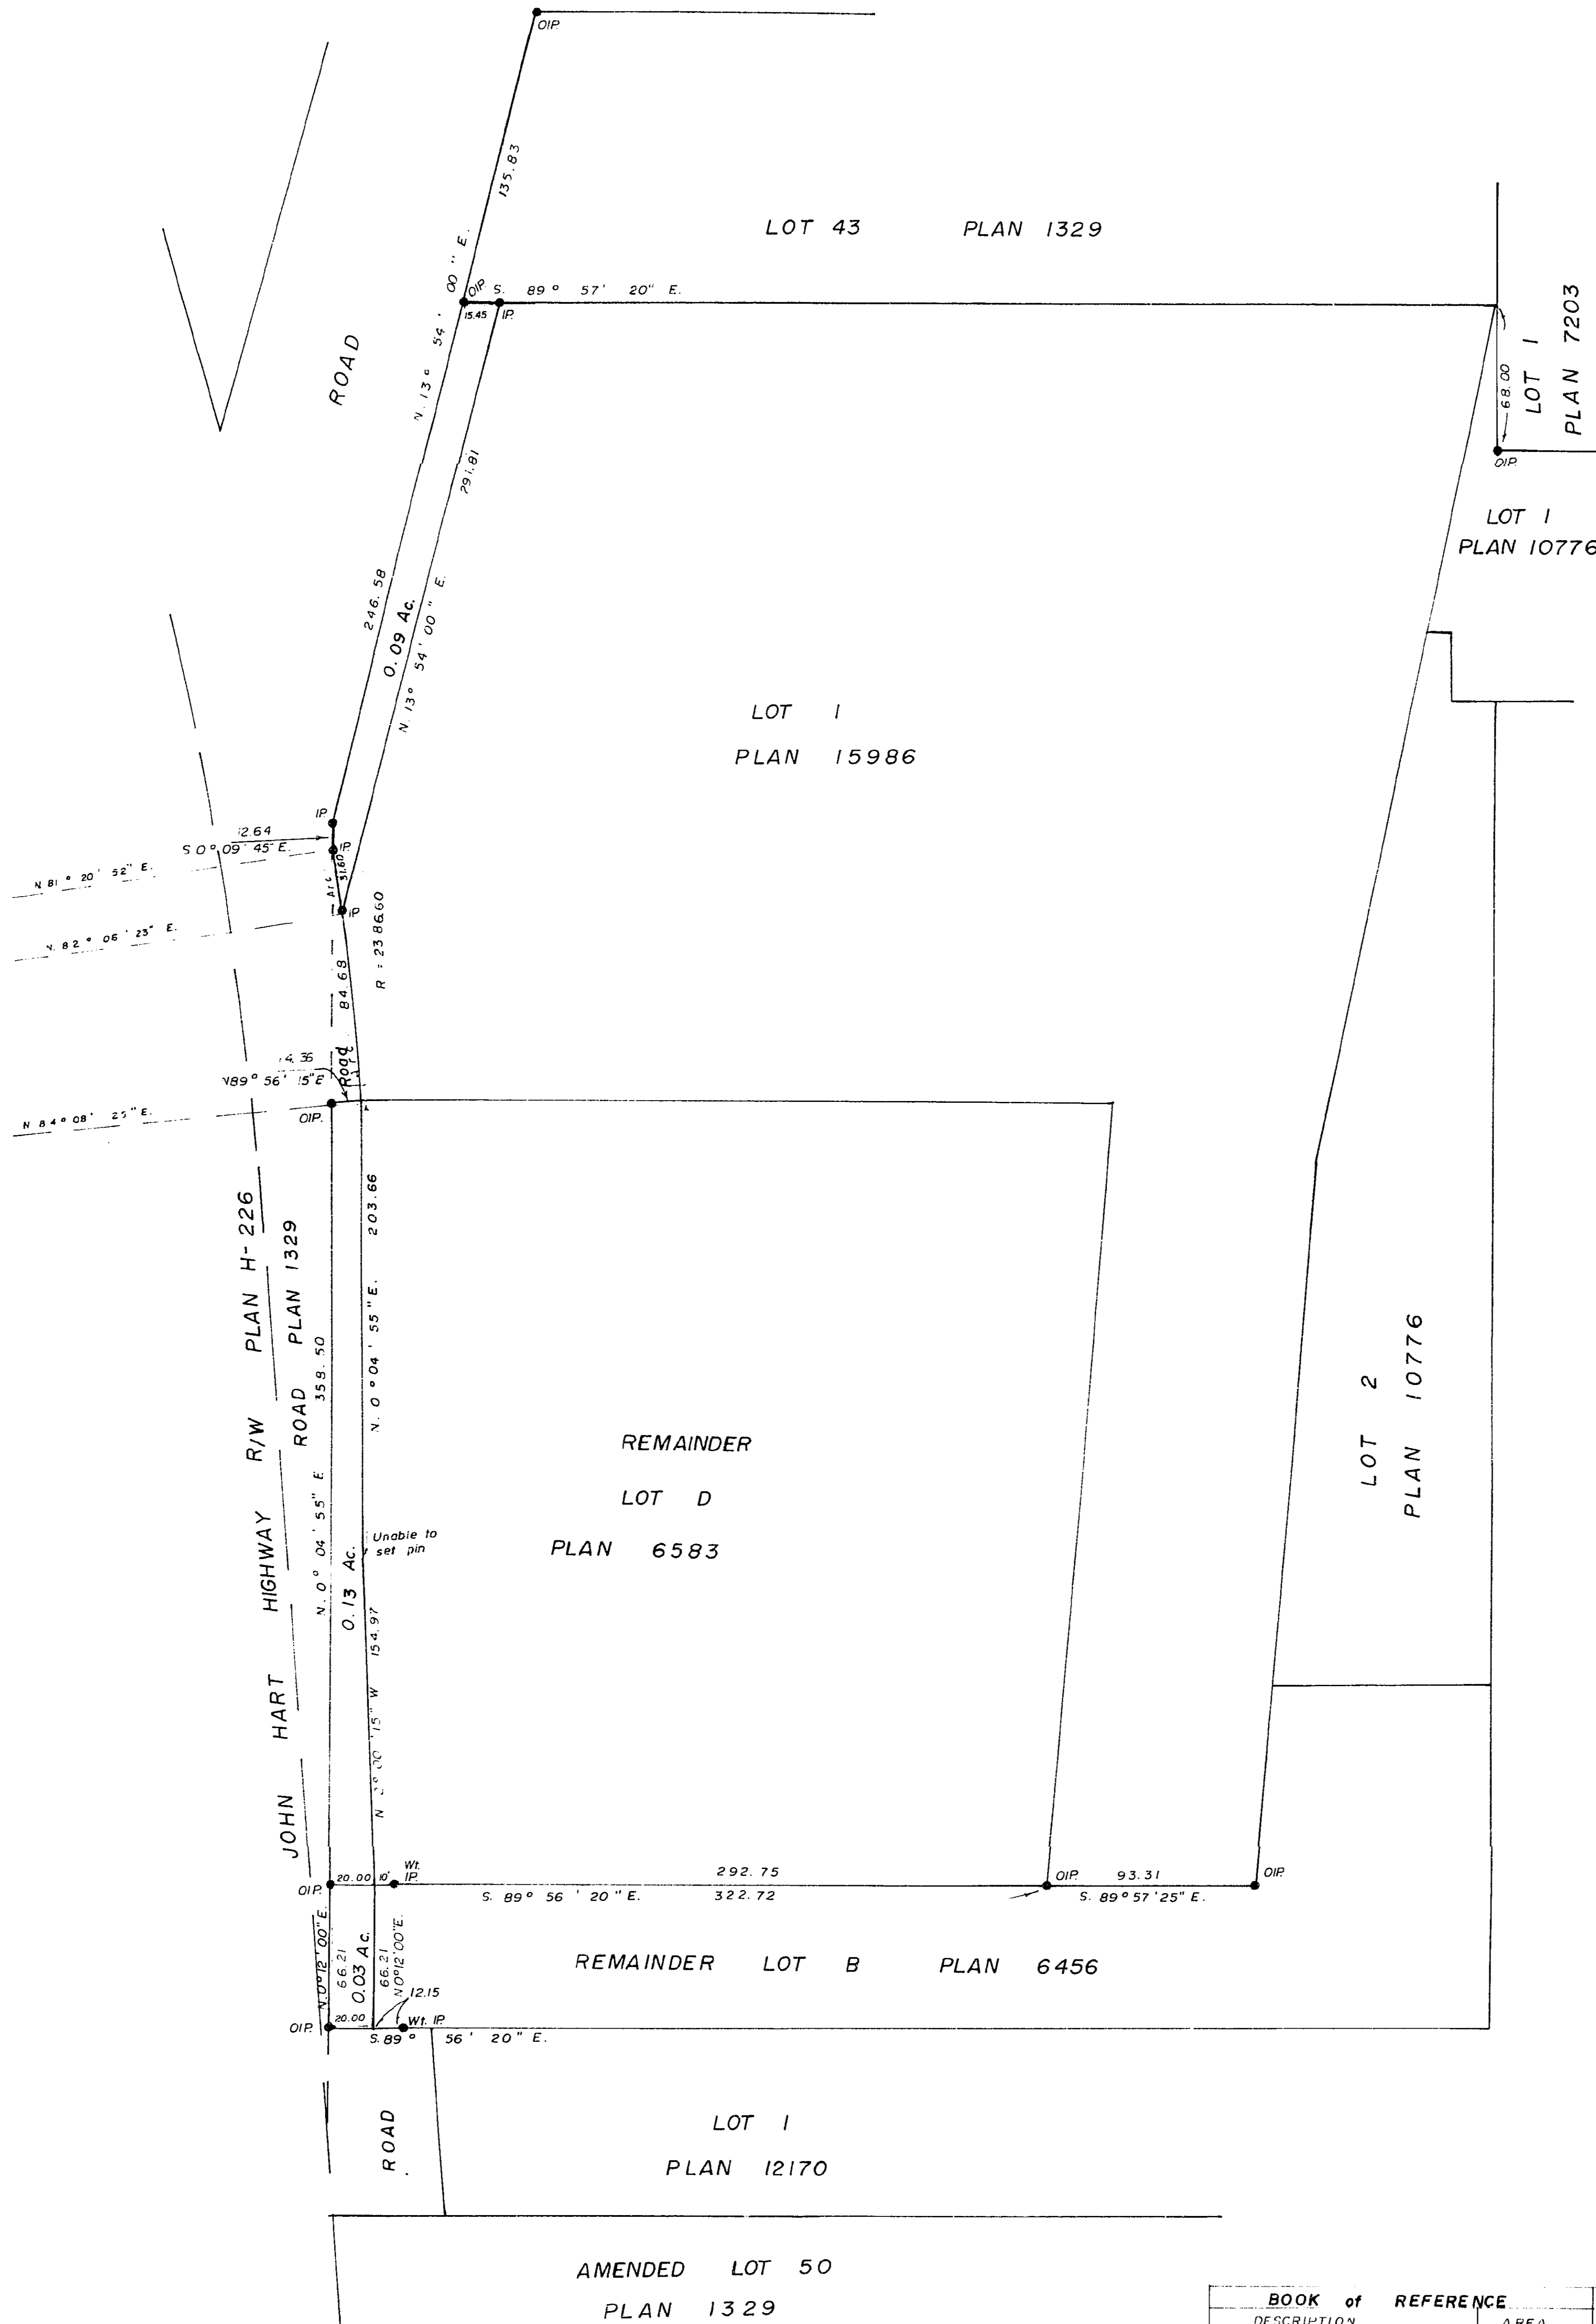 OIP.
135.83
LOT 43 PLAN 1329
N. 13° 54' 00" E.
OIP.
S. 89° 57' 20" E.
15.45
IP.
ROAD
LOT 1
PLAN 7203
68.00
OIP.
LOT 1
PLAN 10776
291.81
246.58
0.09 Ac.
N. 13° 54' 00" E.
LOT 1
PLAN 15986
IP.
12.64
S 0° 09' 45" E.
IP.
N. 81° 20' 52" E.
Arc
31.60
IP.
N. 82° 06' 23" E.
R = 2386.60
84.68
Arc
Road
14.36
N89° 56' 15" E
OIP.
N 84° 08' 25" E.
203.66
N. 0° 04' 55" E.
JOHN HART HIGHWAY R/W PLAN H-226
ROAD PLAN 1329
358.50
N. 0° 04' 55" E
REMAINDER
LOT D
PLAN 6583
LOT 2
PLAN 10776
Unable to
set pin
0.13 Ac.
154.97
00' 15" W
OIP.
20.00
10'
Wt.
IP.
292.75
S. 89° 56' 20" E. 322.72
OIP.
93.31
S. 89° 57' 25" E.
OIP.
N. 0° 12' 00" E.
66.21
0.03 Ac.
66.21
N 0° 12' 00" E.
REMAINDER LOT B PLAN 6456
12.15
OIP.
20.00
Wt. IP.
S. 89° 56' 20" E.
ROAD
LOT 1
PLAN 12170
AMENDED LOT 50
PLAN 1329
BOOK of REFERENCE
DESCRIPTION AREA